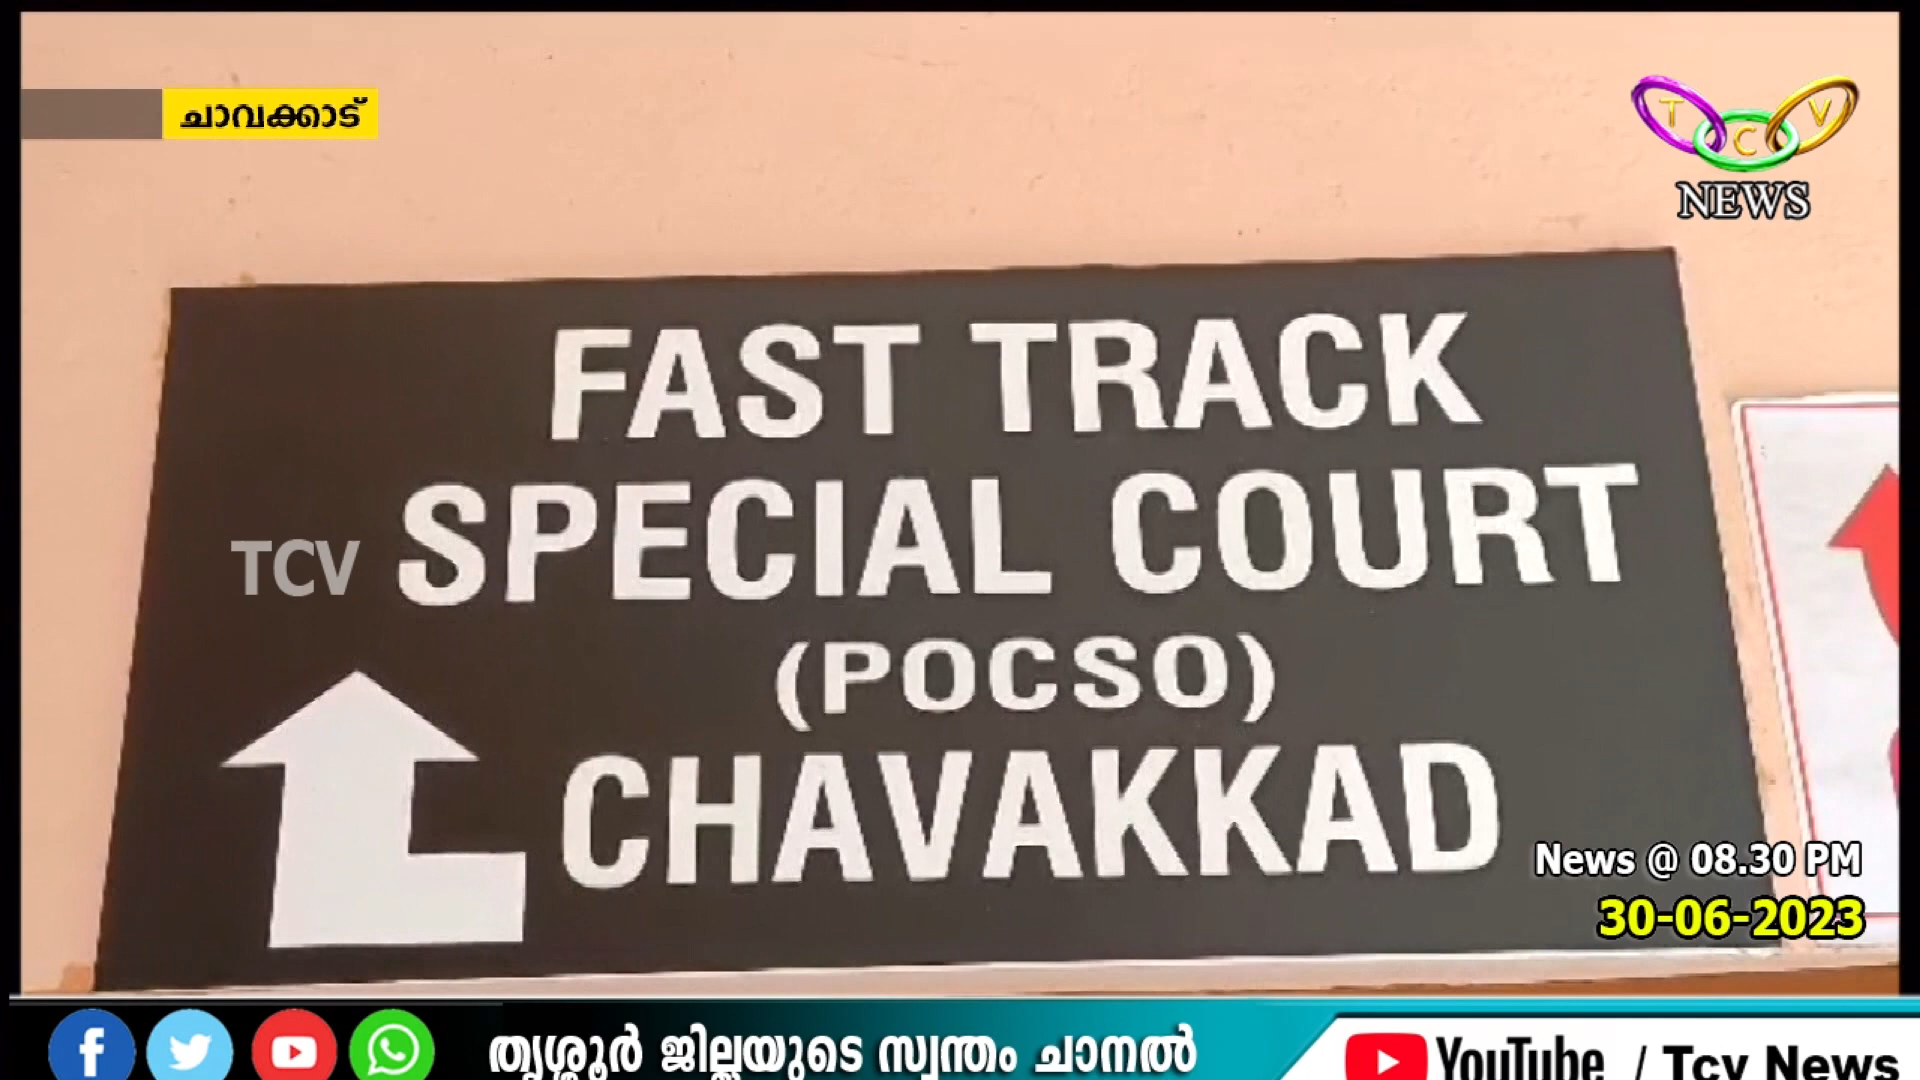 ചാവക്കാട്
T C V
NEWS
FAST TRACK
SPECIAL COURT
TCV
(POCSO)
CHAVAKKAD
News @ 08.30 PM
30-06-2023
തൃശ്ശൂർ ജില്ലയുടെ സ്വന്തം ചാനൽ
YouTube / Tcv News